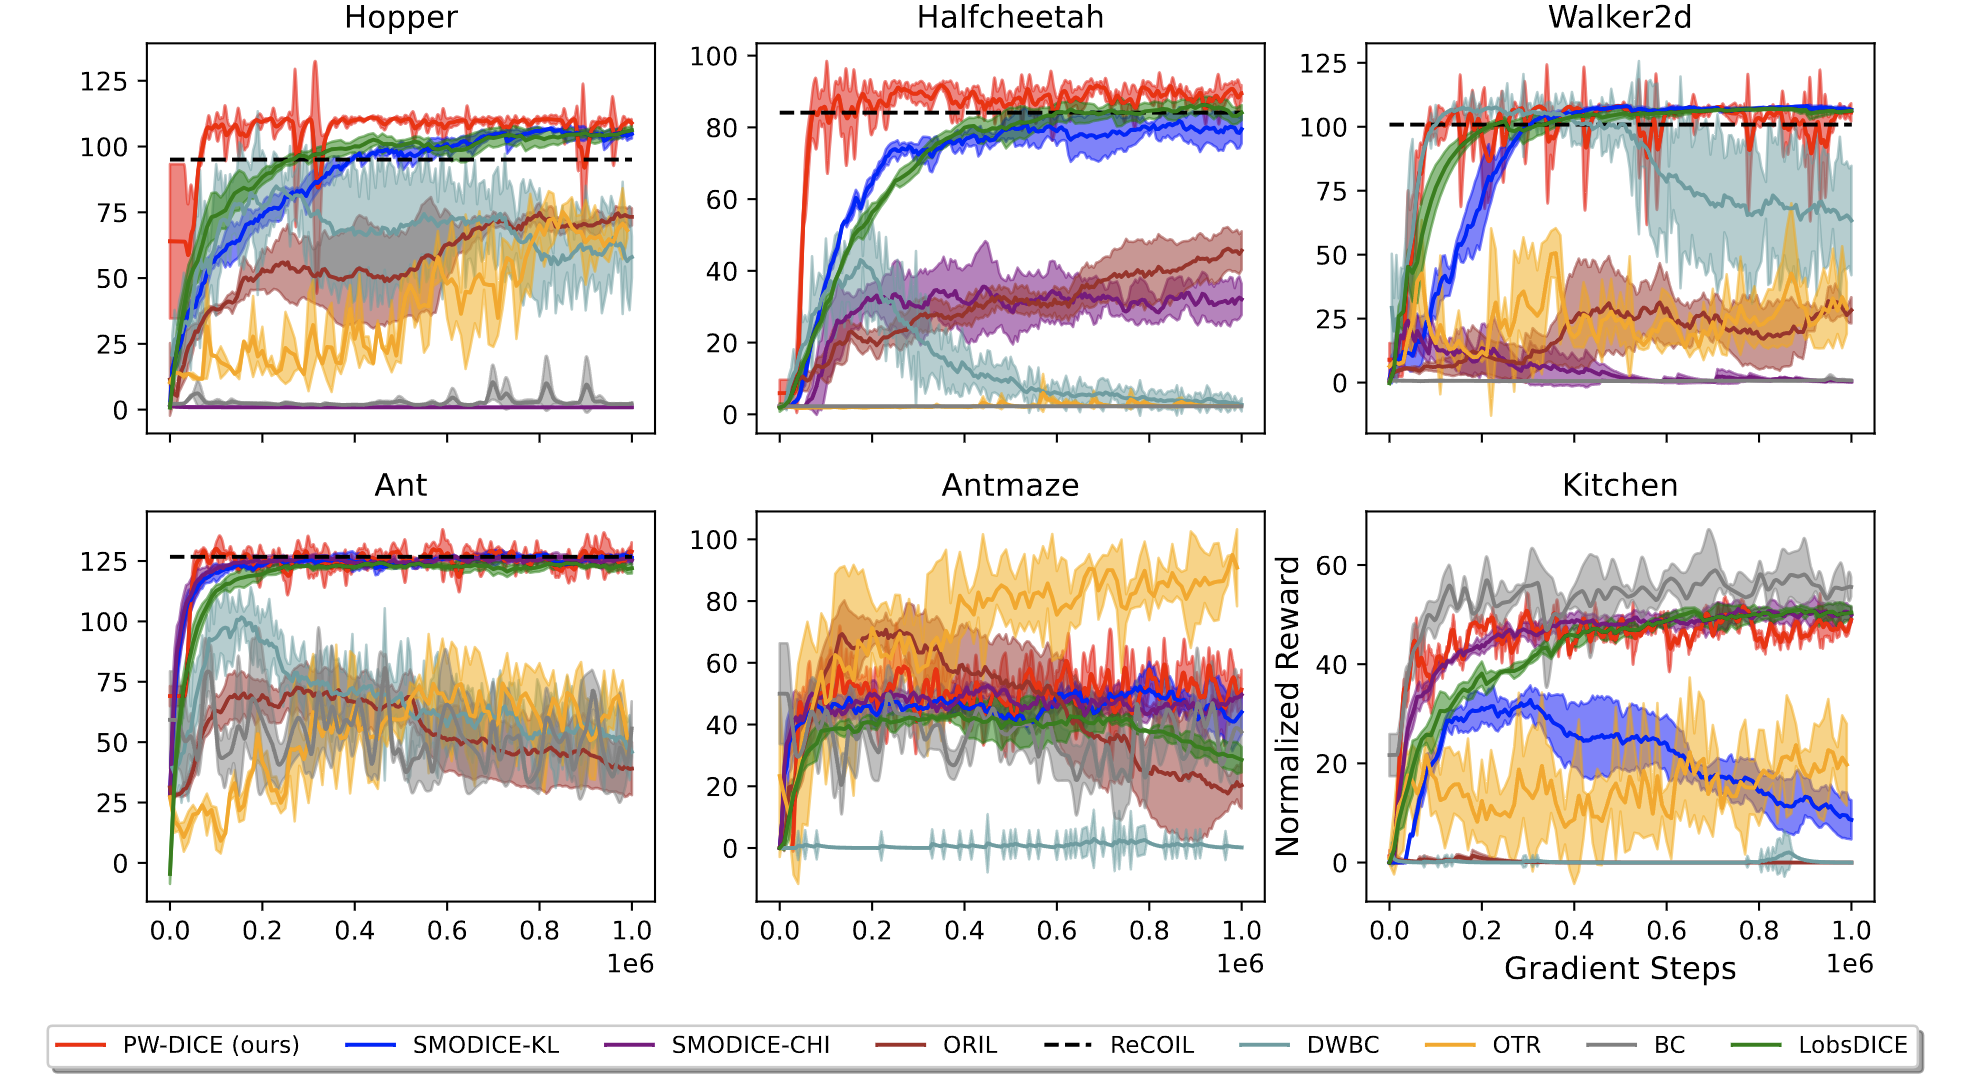 Hopper
Halfcheetah
Walker2d
125
100
75
50
25
0
100
80
60
40
20
0
125
100
75
50
25
0
Ant
Antmaze
Kitchen
125
100
75
50
25
0
0.0 0.2 0.4 0.6 0.8 1.0
1e6
100
80
60
40
20
0
0.0 0.2 0.4 0.6 0.8 1.0
1e6
Normalized Reward
60
40
20
0
0.0 0.2 0.4 0.6 0.8 1.0
Gradient Steps
1e6
PW-DICE (ours) SMODICE-KL SMODICE-CHI ORIL ReCOIL DWBC OTR BC LobsDICE